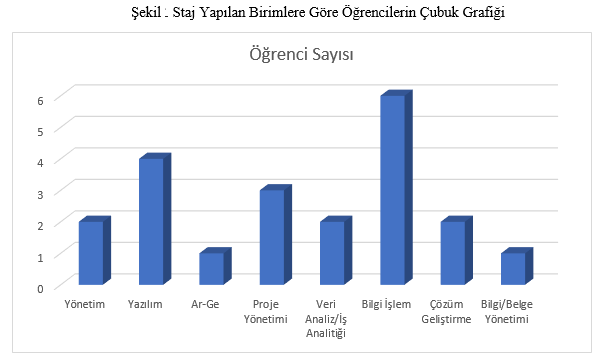 Şekil . Staj Yapılan Birimlere Göre Öğrencilerin Çubuk Grafiği
Öğrenci Sayısı
6
5
4
3
2
1
0
Yönetim
Yazılım
Ar-Ge
Proje
Yönetimi
Veri
Analiz/İş
Analitiği
Bilgi İşlem
Çözüm
Geliştirme
Bilgi/Belge
Yönetimi